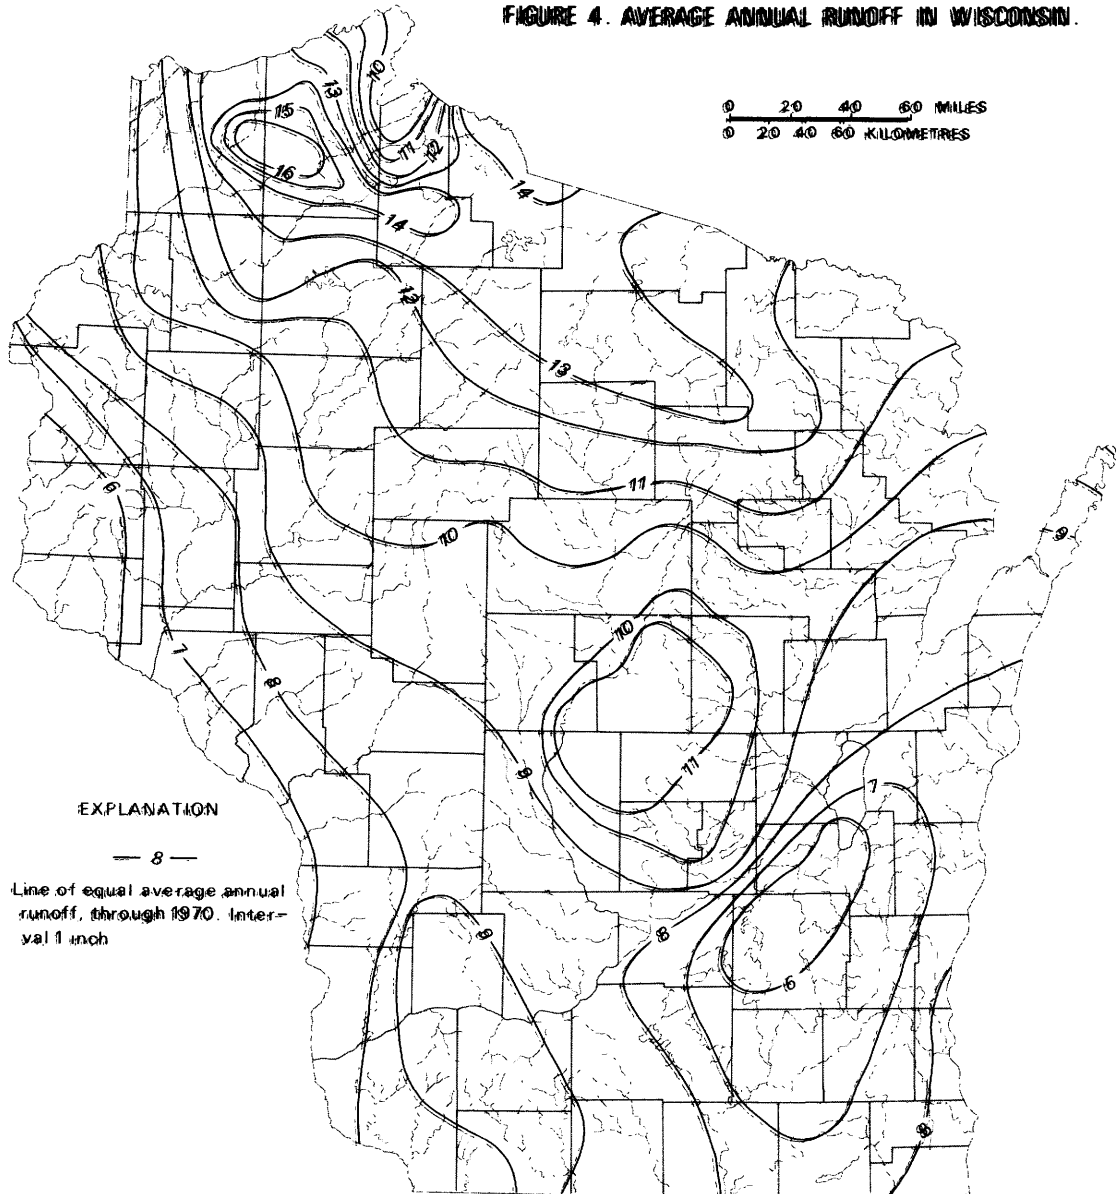 FIGURE 4. AVERAGE ANNUAL RUNOFF IN WISCONSIN.
0 20 40 60 MILES
0 20 40 60 KILOMETRES
10
13
15
11
12
16
14
14
12
13
11
6
10
9
10
7
8
9
11
7
EXPLANATION
— 8 —
Line of equal average annual
runoff, through 1970. Inter-
val 1 inch
8
6
8